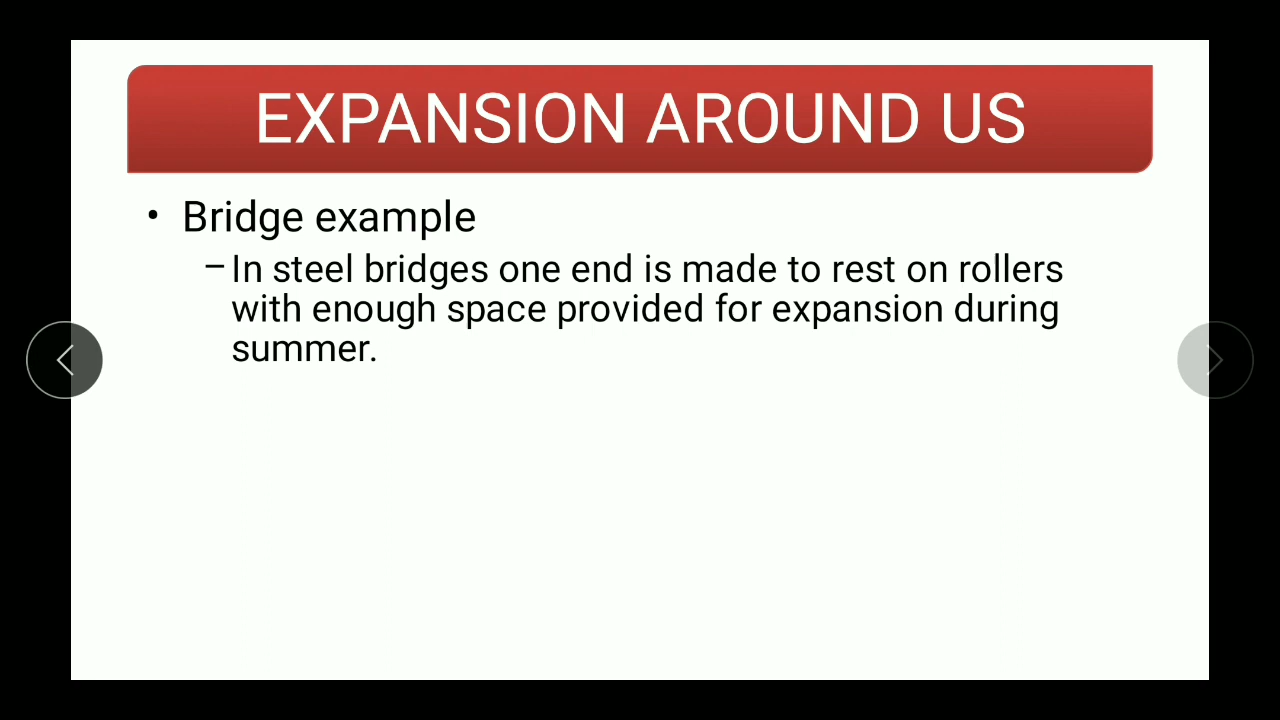 EXPANSION AROUND US
• Bridge example
– In steel bridges one end is made to rest on rollers
with enough space provided for expansion during
summer.